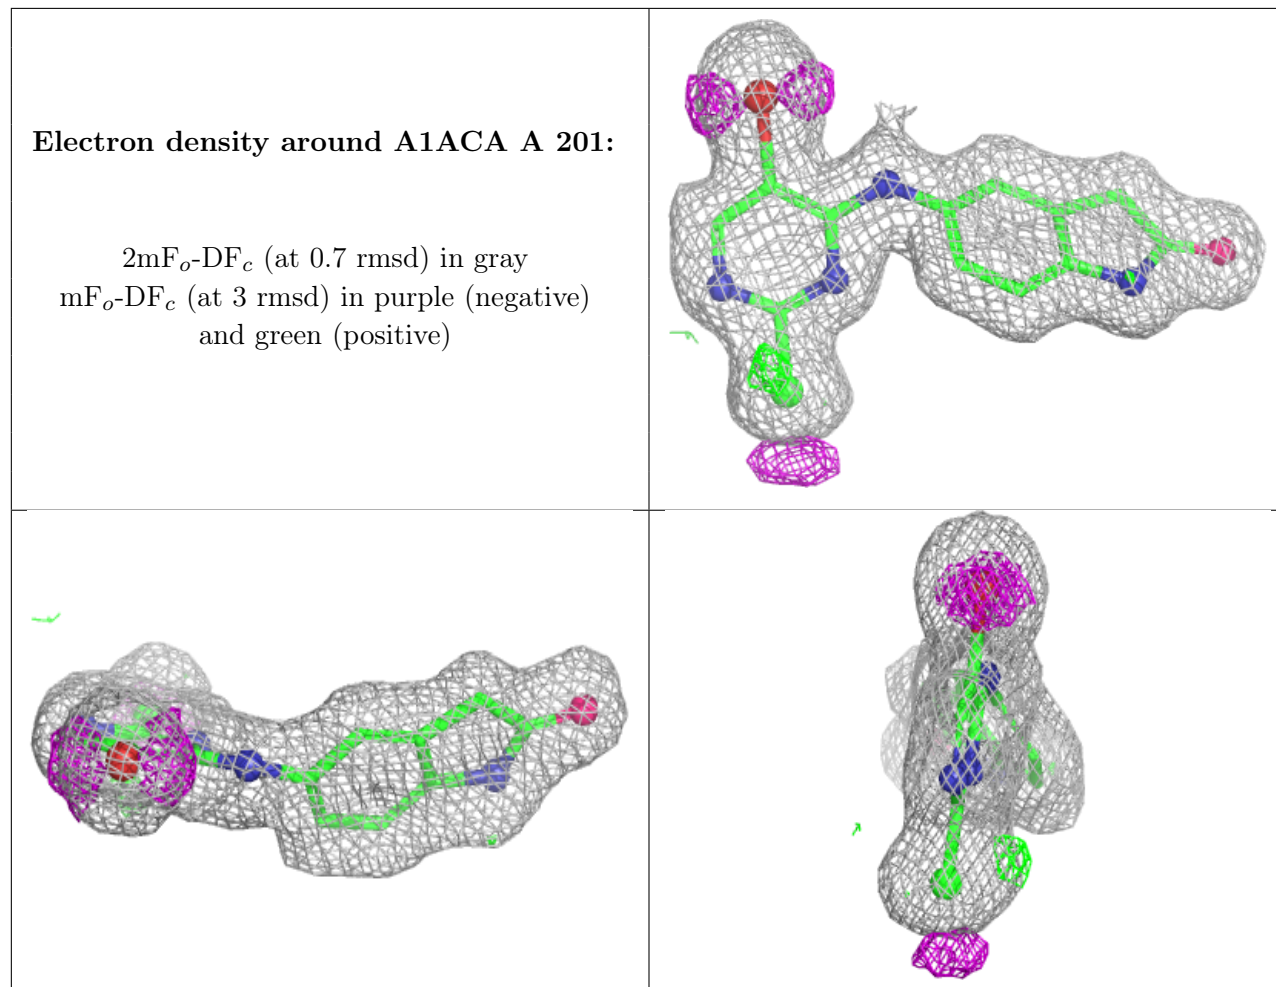 Electron density around A1ACA A 201:
2mFo-DFc (at 0.7 rmsd) in gray
mFo-DFc (at 3 rmsd) in purple (negative)
and green (positive)